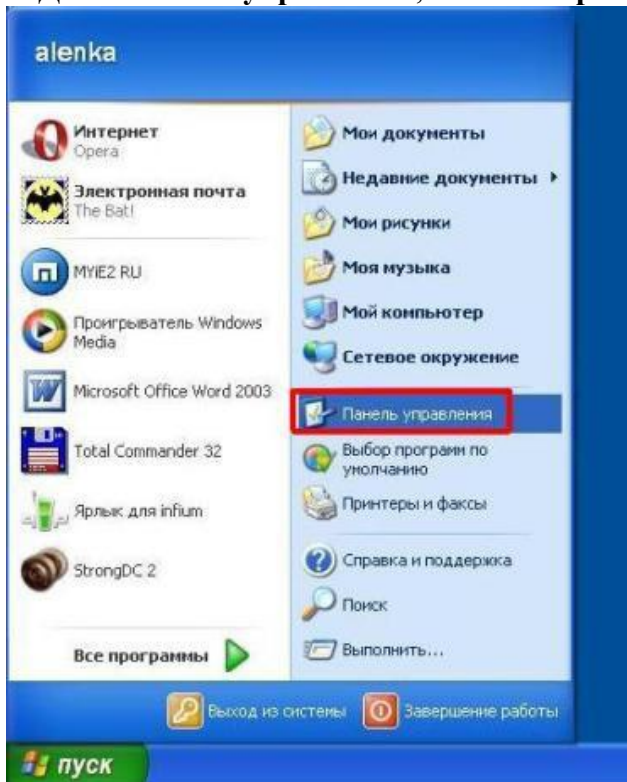 alenka
Интернет
Opera
Электронная почта
The Bat!
MYIE2 RU
Проигрыватель Windows
Media
Microsoft Office Word 2003
Total Commander 32
Ярлык для infium
StrongDC 2
Все программы
Мои документы
Недавние документы
Мои рисунки
Моя музыка
Мой компьютер
Сетевое окружение
Панель управления
Выбор программ по
умолчанию
Принтеры и факсы
Справка и поддержка
Поиск
Выполнить...
Выход из системы
Завершение работы
пуск